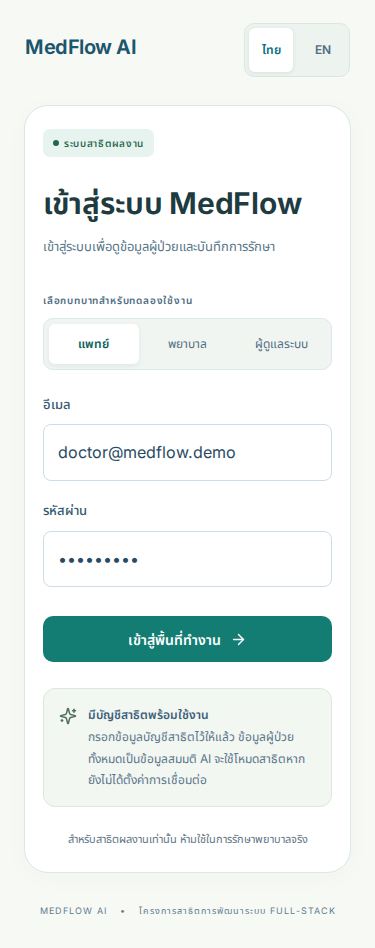 MedFlow AI
ไทย
EN
ระบบสาธิตผลงาน
เข้าสู่ระบบ MedFlow
เข้าสู่ระบบเพื่อดูข้อมูลผู้ป่วยและบันทึกการรักษา
เลือกบทบาทสำหรับทดลองใช้งาน
แพทย์
พยาบาล
ผู้ดูแลระบบ
อีเมล
doctor@medflow.demo
รหัสผ่าน
•••••••••
เข้าสู่พื้นที่ทำงาน →
มีบัญชีสาธิตพร้อมใช้งาน
กรอกข้อมูลบัญชีสาธิตไว้ให้แล้ว ข้อมูลผู้ป่วย
ทั้งหมดเป็นข้อมูลสมมติ AI จะใช้โหมดสาธิตหาก
ยังไม่ได้ตั้งค่าการเชื่อมต่อ
สำหรับสาธิตผลงานเท่านั้น ห้ามใช้ในการรักษาพยาบาลจริง
MEDFLOW AI • โครงการสาธิตการพัฒนาระบบ FULL-STACK